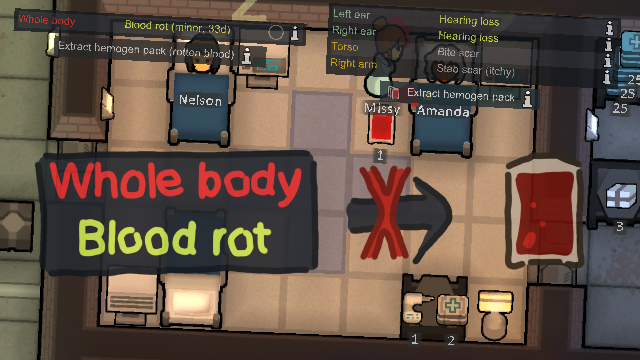 Whole body
Blood rot (minor, 33d)
Extract hemogen pack (rotten blood)
Left ear
Hearing loss
Right ear
Hearing loss
Torso
Bite scar
Right arm
Stab scar (itchy)
Extract hemogen pack
Nelson
Missy
Amanda
1
25
25
25
3
Whole body
Blood rot
1
2